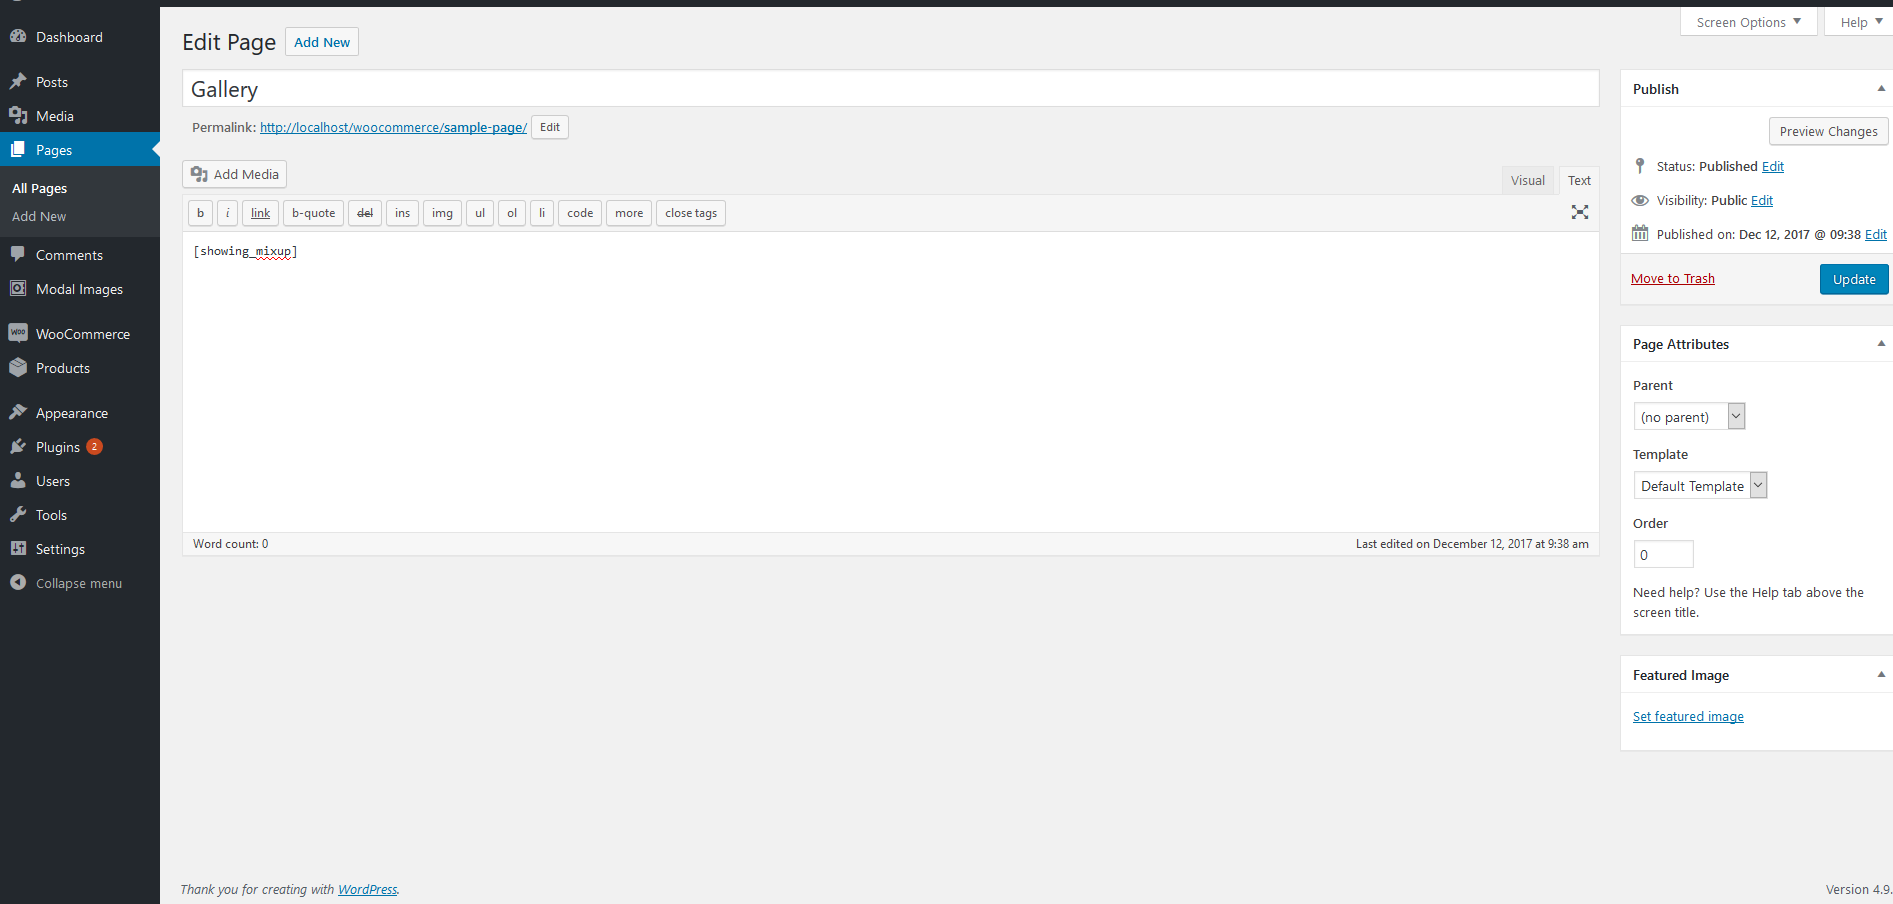 Screen Options
Help
Dashboard
Posts
Media
Pages
All Pages
Add New
Comments
Modal Images
Woo WooCommerce
Products
Appearance
Plugins 2
Users
Tools
Settings
Collapse menu
Edit Page Add New
Gallery
Permalink: http://localhost/woocommerce/sample-page/ Edit
Add Media
Visual Text
b i link b-quote del ins img ul ol li code more close tags
[showing_mixup]
Word count: 0 Last edited on December 12, 2017 at 9:38 am
Publish
Preview Changes
Status: Published Edit
Visibility: Public Edit
Published on: Dec 12, 2017 @ 09:38 Edit
Move to Trash Update
Page Attributes
Parent
(no parent)
Template
Default Template
Order
0
Need help? Use the Help tab above the
screen title.
Featured Image
Set featured image
Thank you for creating with WordPress. Version 4.9.